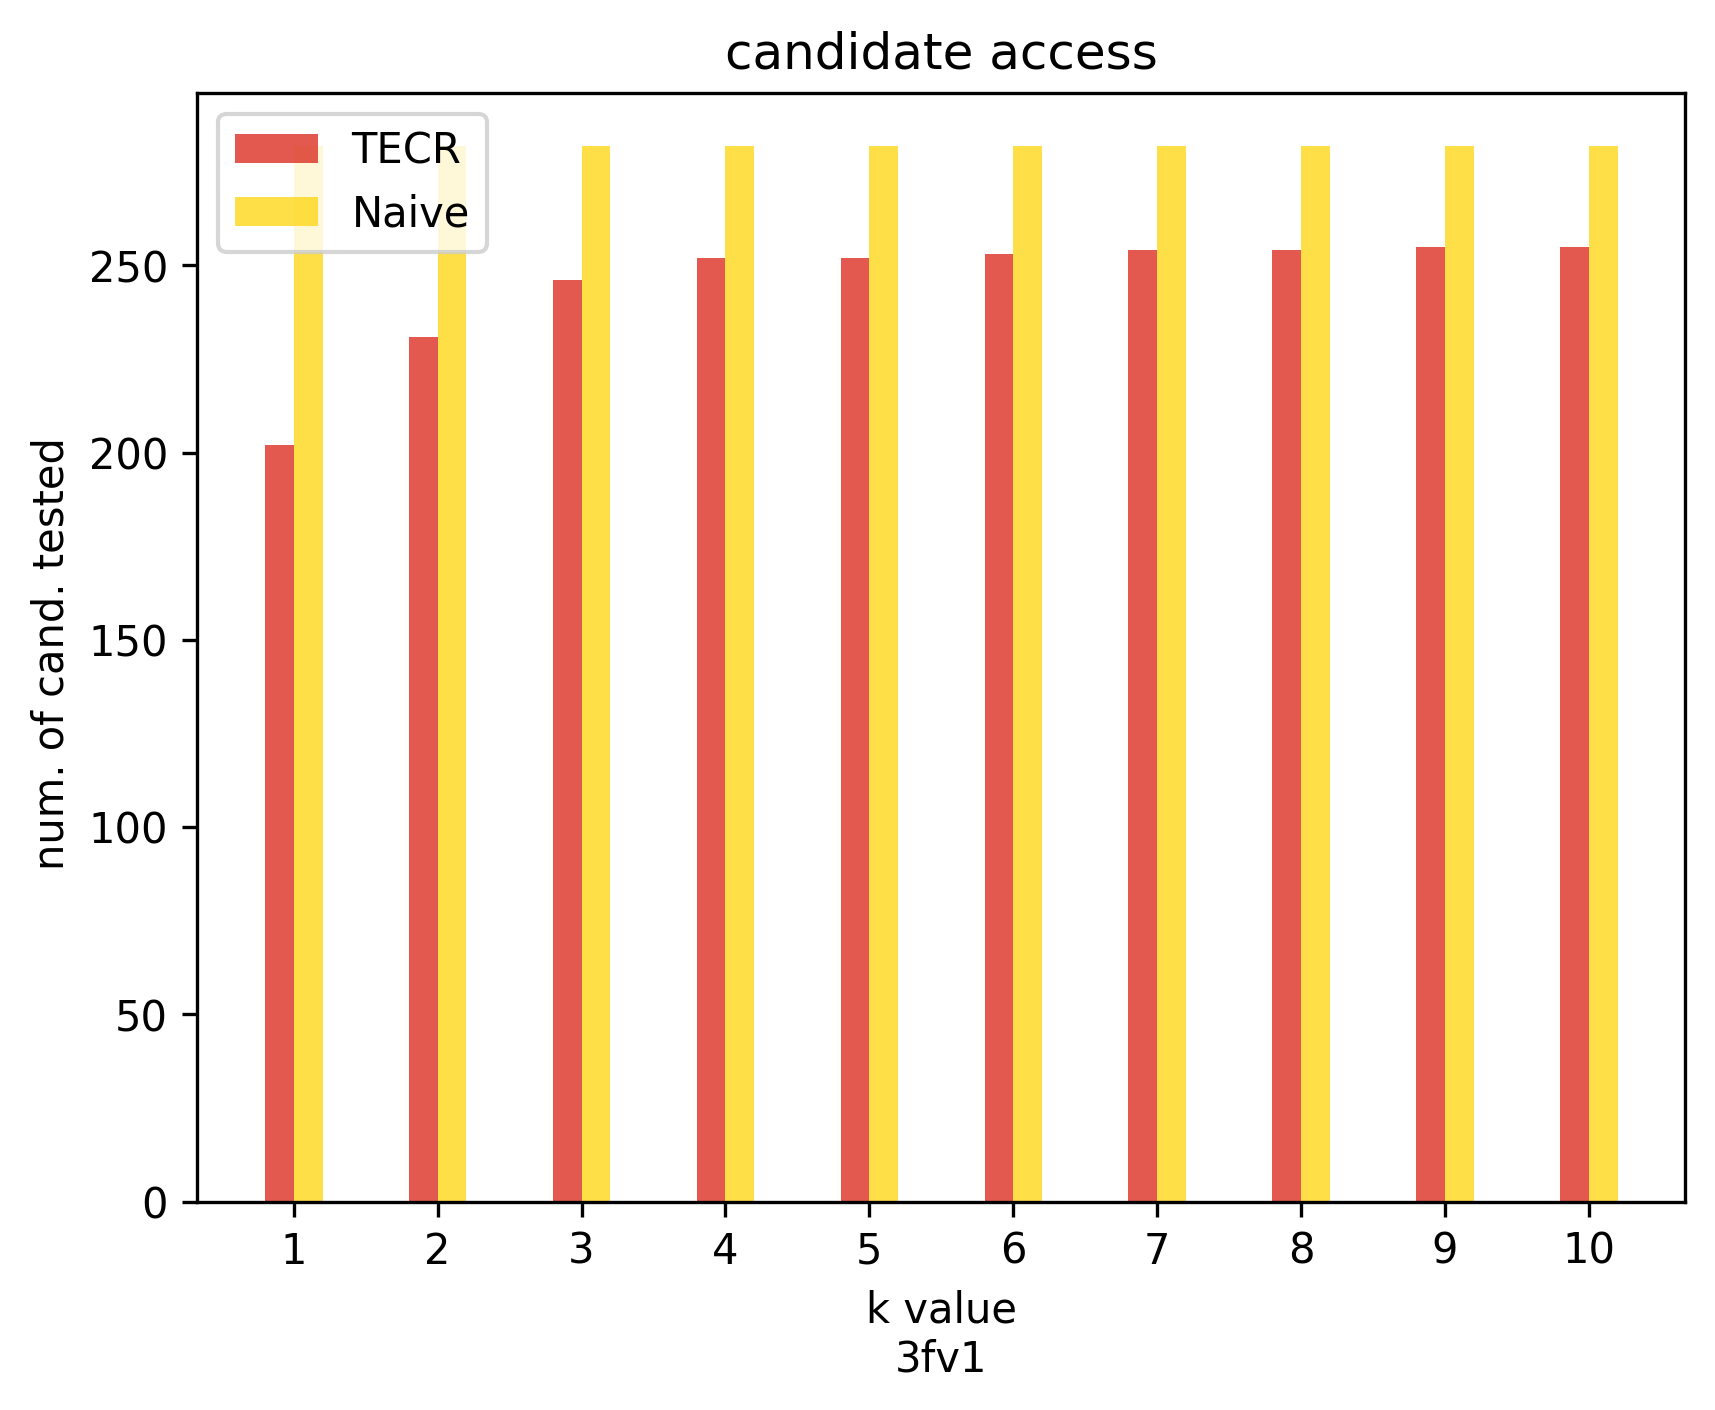 candidate access
TECR
Naive
num. of cand. tested
250
200
150
100
50
0
1 2 3 4 5 6 7 8 9 10
k value
3fv1